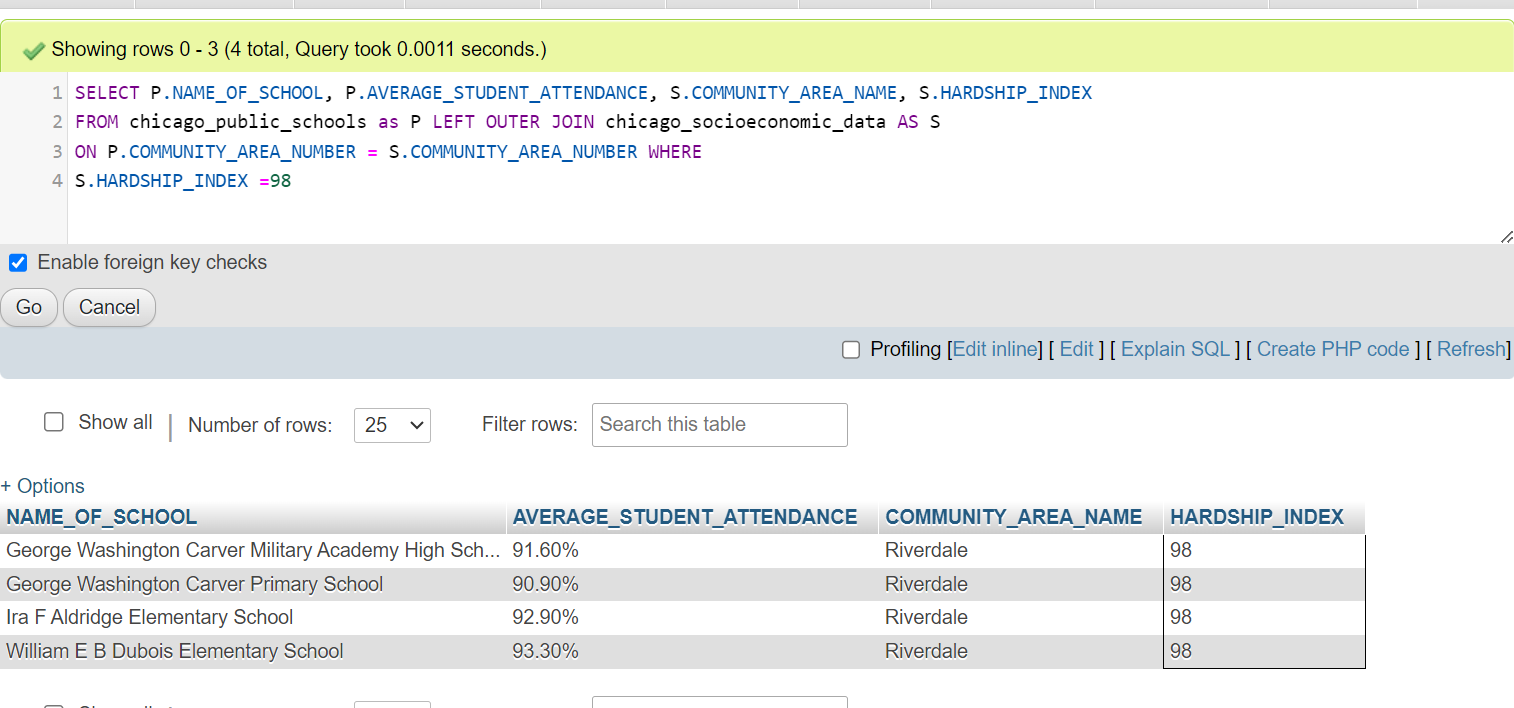 Showing rows 0 - 3 (4 total, Query took 0.0011 seconds.)
1 SELECT P.NAME_OF_SCHOOL, P.AVERAGE_STUDENT_ATTENDANCE, S.COMMUNITY_AREA_NAME, S.HARDSHIP_INDEX
2 FROM chicago_public_schools as P LEFT OUTER JOIN chicago_socioeconomic_data AS S
3 ON P.COMMUNITY_AREA_NUMBER = S.COMMUNITY_AREA_NUMBER WHERE
4 S.HARDSHIP_INDEX =98
Enable foreign key checks
Go Cancel
Profiling [Edit inline] [ Edit ] [ Explain SQL ] [ Create PHP code ] [ Refresh]
Show all | Number of rows: 25 Filter rows: Search this table
+ Options
NAME_OF_SCHOOL AVERAGE_STUDENT_ATTENDANCE COMMUNITY_AREA_NAME HARDSHIP_INDEX
George Washington Carver Military Academy High Sch... 91.60% Riverdale 98
George Washington Carver Primary School 90.90% Riverdale 98
Ira F Aldridge Elementary School 92.90% Riverdale 98
William E B Dubois Elementary School 93.30% Riverdale 98